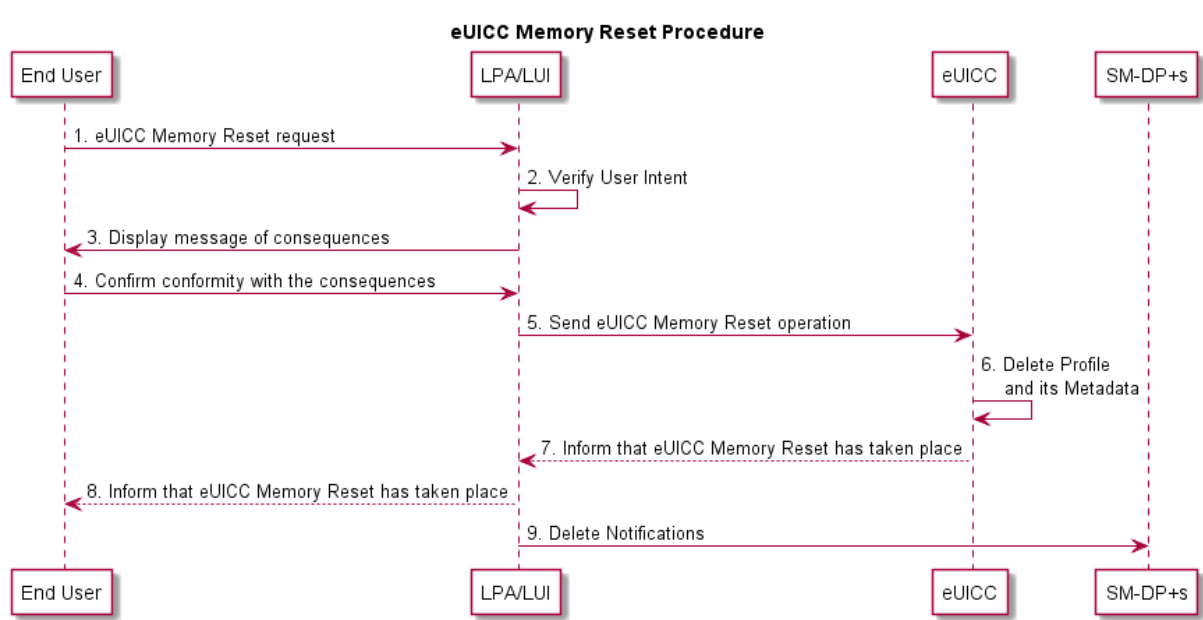 eUICC Memory Reset Procedure
End User
LPA/LUI
eUICC
SM-DP+s
1. eUICC Memory Reset request
2. Verify User Intent
3. Display message of consequences
4. Confirm conformity with the consequences
5. Send eUICC Memory Reset operation
6. Delete Profile
and its Metadata
7. Inform that eUICC Memory Reset has taken place
8. Inform that eUICC Memory Reset has taken place
9. Delete Notifications
End User
LPA/LUI
eUICC
SM-DP+s